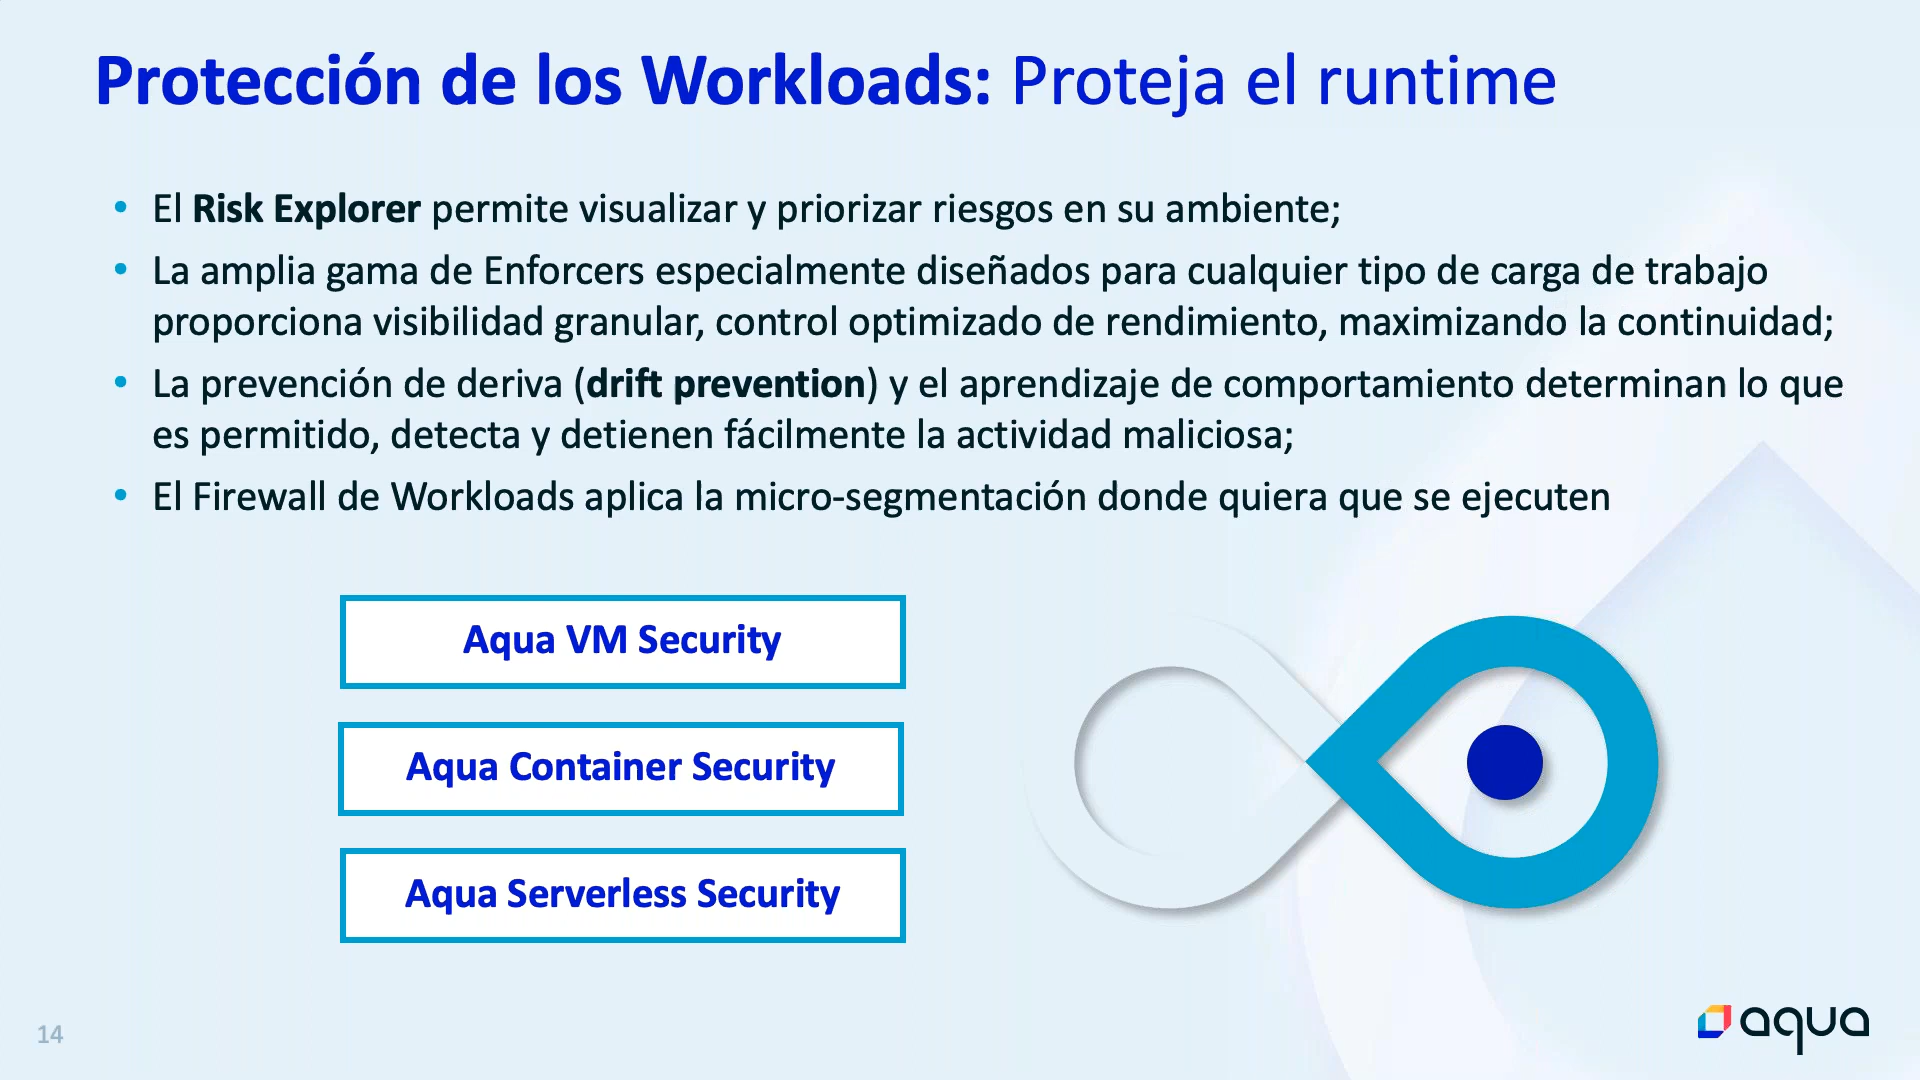 Protección de los Workloads: Proteja el runtime
• El Risk Explorer permite visualizar y priorizar riesgos en su ambiente;
• La amplia gama de Enforcers especialmente diseñados para cualquier tipo de carga de trabajo
proporciona visibilidad granular, control optimizado de rendimiento, maximizando la continuidad;
• La prevención de deriva (drift prevention) y el aprendizaje de comportamiento determinan lo que
es permitido, detecta y detienen fácilmente la actividad maliciosa;
• El Firewall de Workloads aplica la micro-segmentación donde quiera que se ejecuten
Aqua VM Security
Aqua Container Security
Aqua Serverless Security
14
aqua